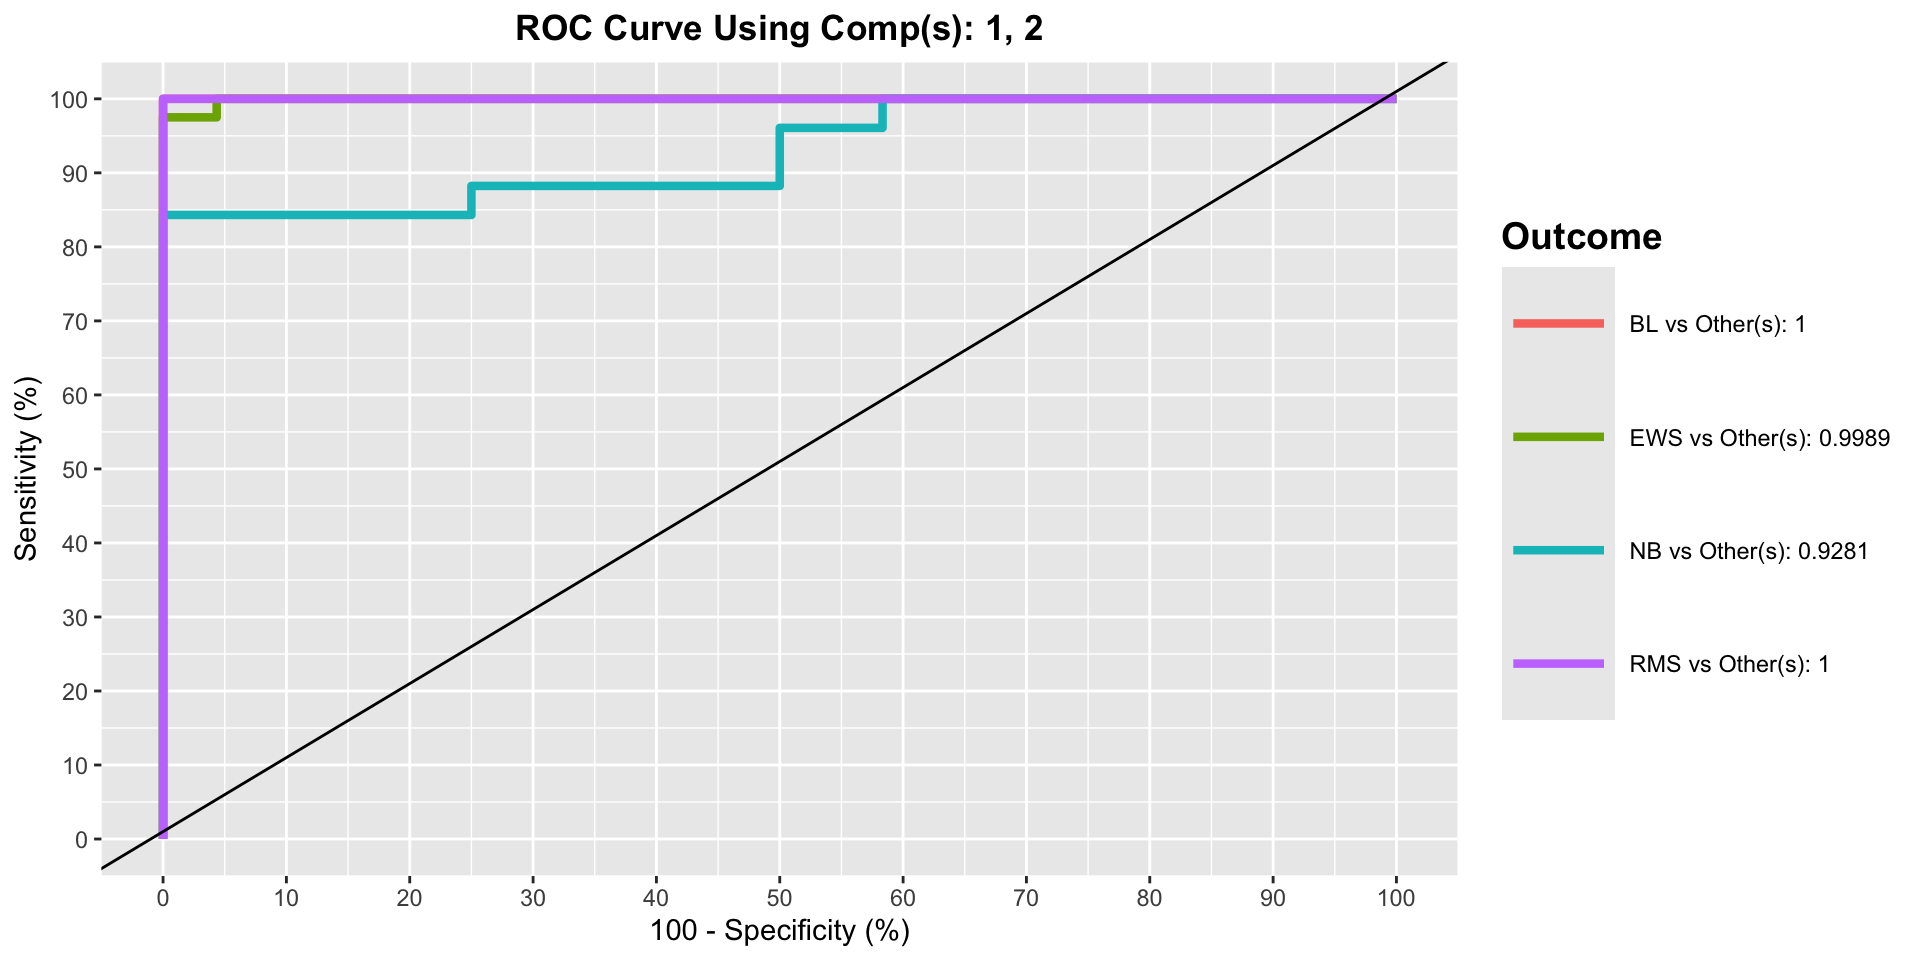 ROC Curve Using Comp(s): 1, 2
Sensitivity (%)
100
90
80
70
60
50
40
30
20
10
0
0 10 20 30 40 50 60 70 80 90 100
100 - Specificity (%)
Outcome
BL vs Other(s): 1
EWS vs Other(s): 0.9989
NB vs Other(s): 0.9281
RMS vs Other(s): 1